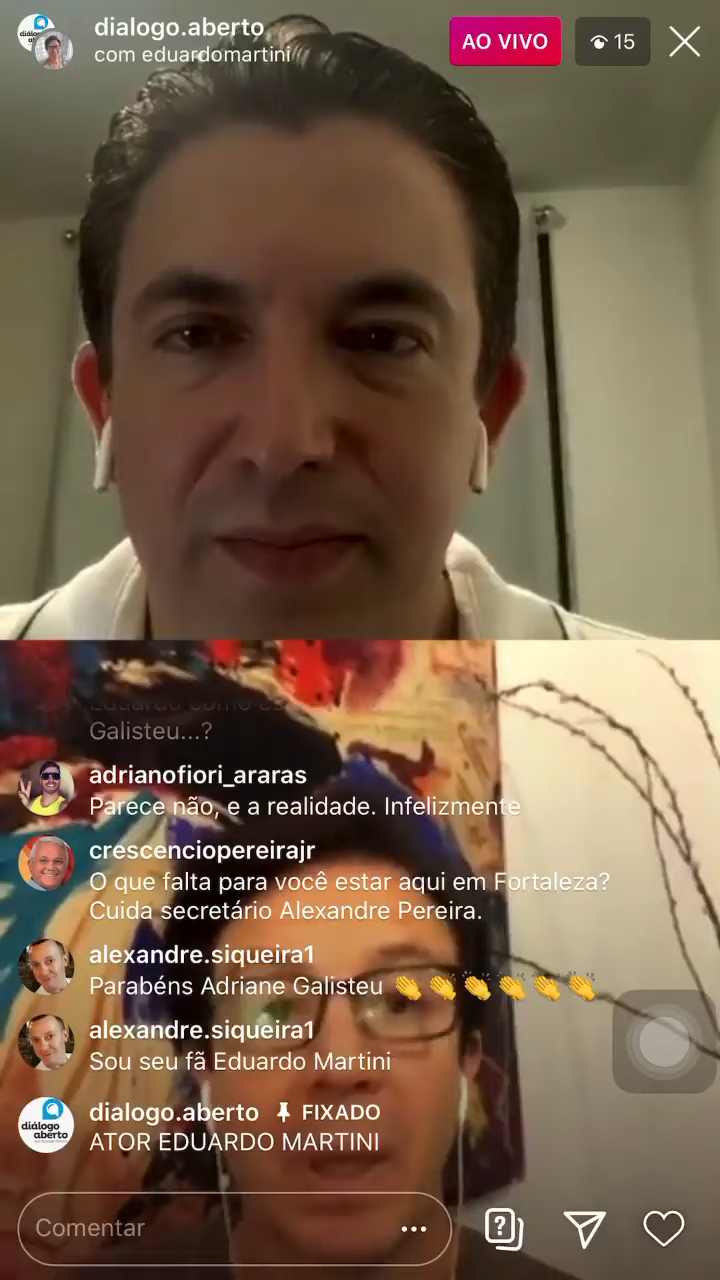 dialogo.aberto
com eduardomartini
AO VIVO
15
Galisteu...?
adrianofiori_araras
Parece não, e a realidade. Infelizmente
crescenciopereirajr
O que falta para você estar aqui em Fortaleza?
Cuida secretário Alexandre Pereira.
alexandre.siqueira1
Parabéns Adriane Galisteu 👏👏👏👏👏👏
alexandre.siqueira1
Sou seu fã Eduardo Martini
diálogo
aberto
dialogo.aberto FIXADO
ATOR EDUARDO MARTINI
Comentar